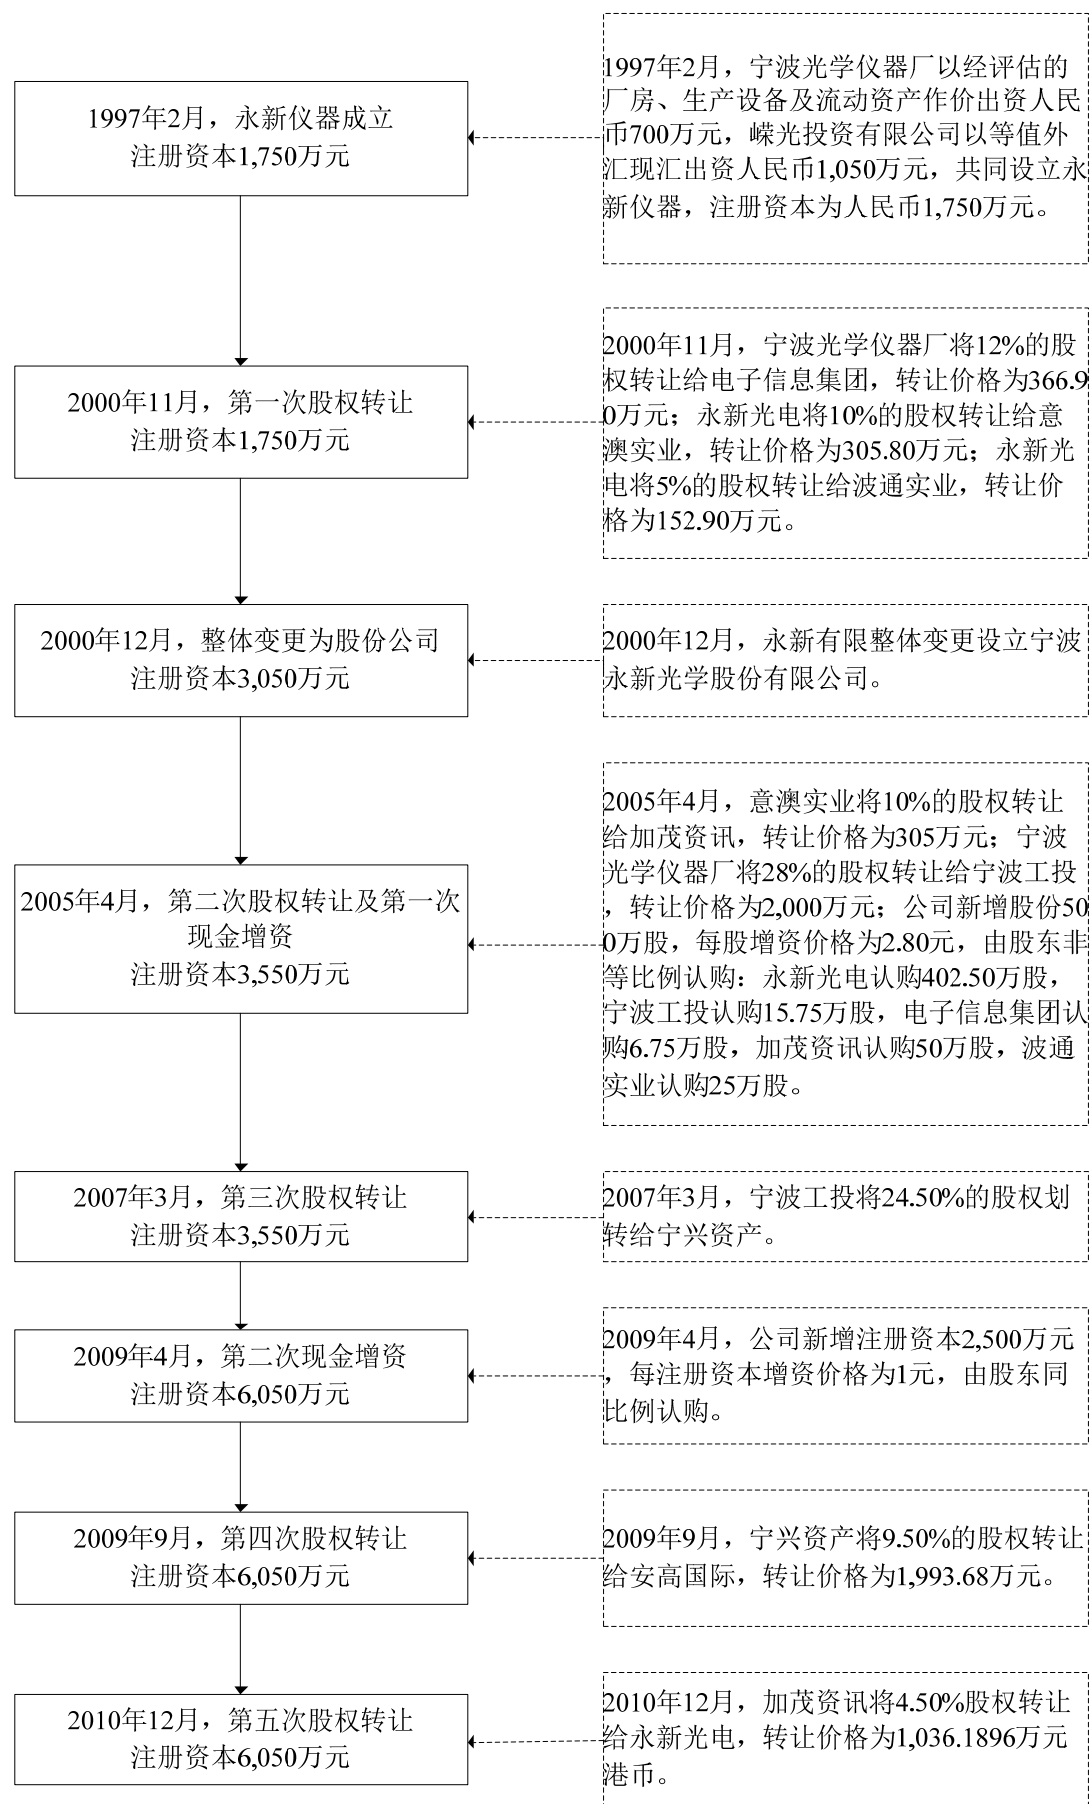 1997年2月，永新仪器成立
注册资本1,750万元
1997年2月，宁波光学仪器厂以经评估的
厂房、生产设备及流动资产作价出资人民
币700万元，嵘光投资有限公司以等值外
汇现汇出资人民币1,050万元，共同设立永
新仪器，注册资本为人民币1,750万元。
2000年11月，第一次股权转让
注册资本1,750万元
2000年11月，宁波光学仪器厂将12%的股
权转让给电子信息集团，转让价格为366.9
0万元；永新光电将10%的股权转让给意
澳实业，转让价格为305.80万元；永新光
电将5%的股权转让给波通实业，转让价
格为152.90万元。
2000年12月，整体变更为股份公司
注册资本3,050万元
2000年12月，永新有限整体变更设立宁波
永新光学股份有限公司。
2005年4月，第二次股权转让及第一次
现金增资
注册资本3,550万元
2005年4月，意澳实业将10%的股权转让
给加茂资讯，转让价格为305万元；宁波
光学仪器厂将28%的股权转让给宁波工投
，转让价格为2,000万元；公司新增股份50
0万股，每股增资价格为2.80元，由股东非
等比例认购：永新光电认购402.50万股，
宁波工投认购15.75万股，电子信息集团认
购6.75万股，加茂资讯认购50万股，波通
实业认购25万股。
2007年3月，第三次股权转让
注册资本3,550万元
2007年3月，宁波工投将24.50%的股权划
转给宁兴资产。
2009年4月，第二次现金增资
注册资本6,050万元
2009年4月，公司新增注册资本2,500万元
，每注册资本增资价格为1元，由股东同
比例认购。
2009年9月，第四次股权转让
注册资本6,050万元
2009年9月，宁兴资产将9.50%的股权转让
给安高国际，转让价格为1,993.68万元。
2010年12月，第五次股权转让
注册资本6,050万元
2010年12月，加茂资讯将4.50%股权转让
给永新光电，转让价格为1,036.1896万元
港币。